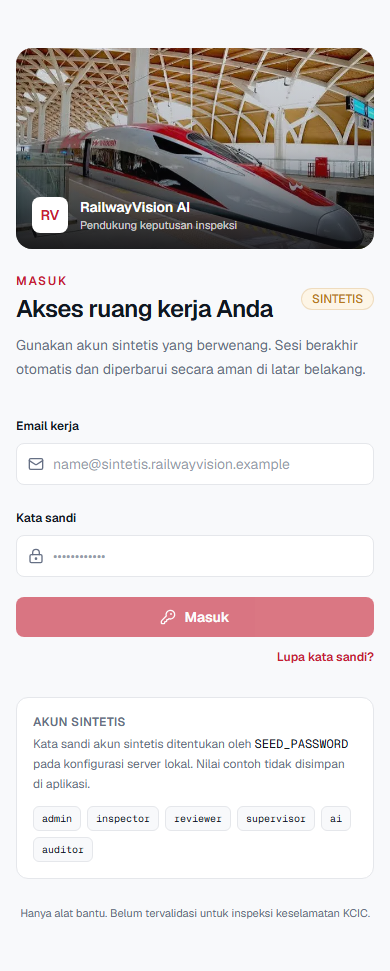 RV
RailwayVision AI
Pendukung keputusan inspeksi
MASUK
Akses ruang kerja Anda
SINTETIS
Gunakan akun sintetis yang berwenang. Sesi berakhir
otomatis dan diperbarui secara aman di latar belakang.
Email kerja
name@sintetis.railwayvision.example
Kata sandi
••••••••••••
Masuk
Lupa kata sandi?
AKUN SINTETIS
Kata sandi akun sintetis ditentukan oleh SEED_PASSWORD
pada konfigurasi server lokal. Nilai contoh tidak disimpan
di aplikasi.
admin inspector reviewer supervisor ai
auditor
Hanya alat bantu. Belum tervalidasi untuk inspeksi keselamatan KCIC.